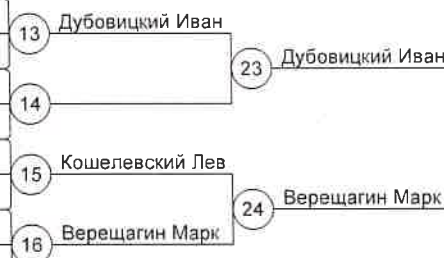 13 Дубовицкий Иван
23 Дубовицкий Иван
14
15 Кошелевский Лев
24 Верещагин Марк
16 Верещагин Марк